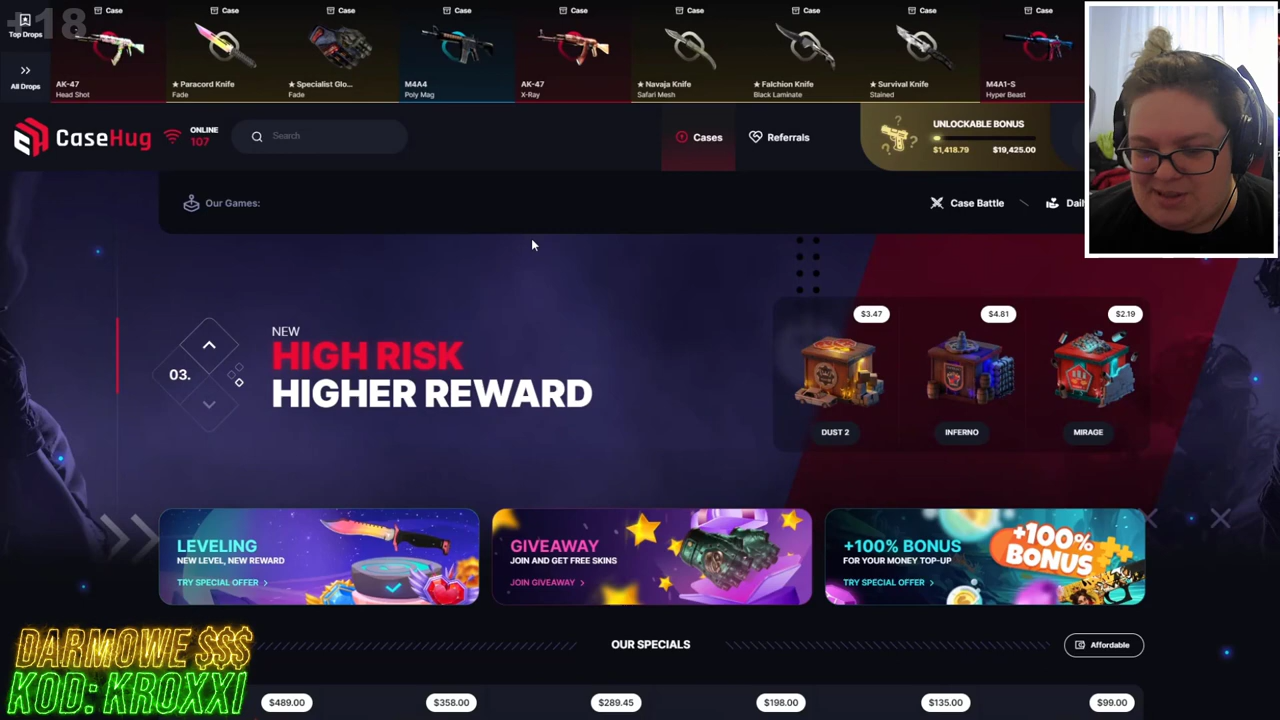 +18
Top Drops
All Drops
Case
AK-47
Head Shot
Case
★ Paracord Knife
Fade
Case
★ Specialist Glo...
Fade
Case
M4A4
Poly Mag
Case
AK-47
X-Ray
Case
★ Navaja Knife
Safari Mesh
Case
★ Falchion Knife
Black Laminate
Case
★ Survival Knife
Stained
Case
M4A1-S
Hyper Beast
CaseHug
ONLINE
107
Search
Cases
Referrals
UNLOCKABLE BONUS
$1,418.79 $19,425.00
Our Games:
Case Battle
Dail
03.
NEW
HIGH RISK
HIGHER REWARD
$3.47
DUST 2
$4.81
INFERNO
$2.19
MIRAGE
LEVELING
NEW LEVEL, NEW REWARD
TRY SPECIAL OFFER >
GIVEAWAY
JOIN AND GET FREE SKINS
JOIN GIVEAWAY >
+100% BONUS
FOR YOUR MONEY TOP-UP
TRY SPECIAL OFFER >
+100%
BONUS
OUR SPECIALS
Affordable
DARMOWE $$$
KOD: KROXXI
$489.00
$358.00
$289.45
$198.00
$135.00
$99.00